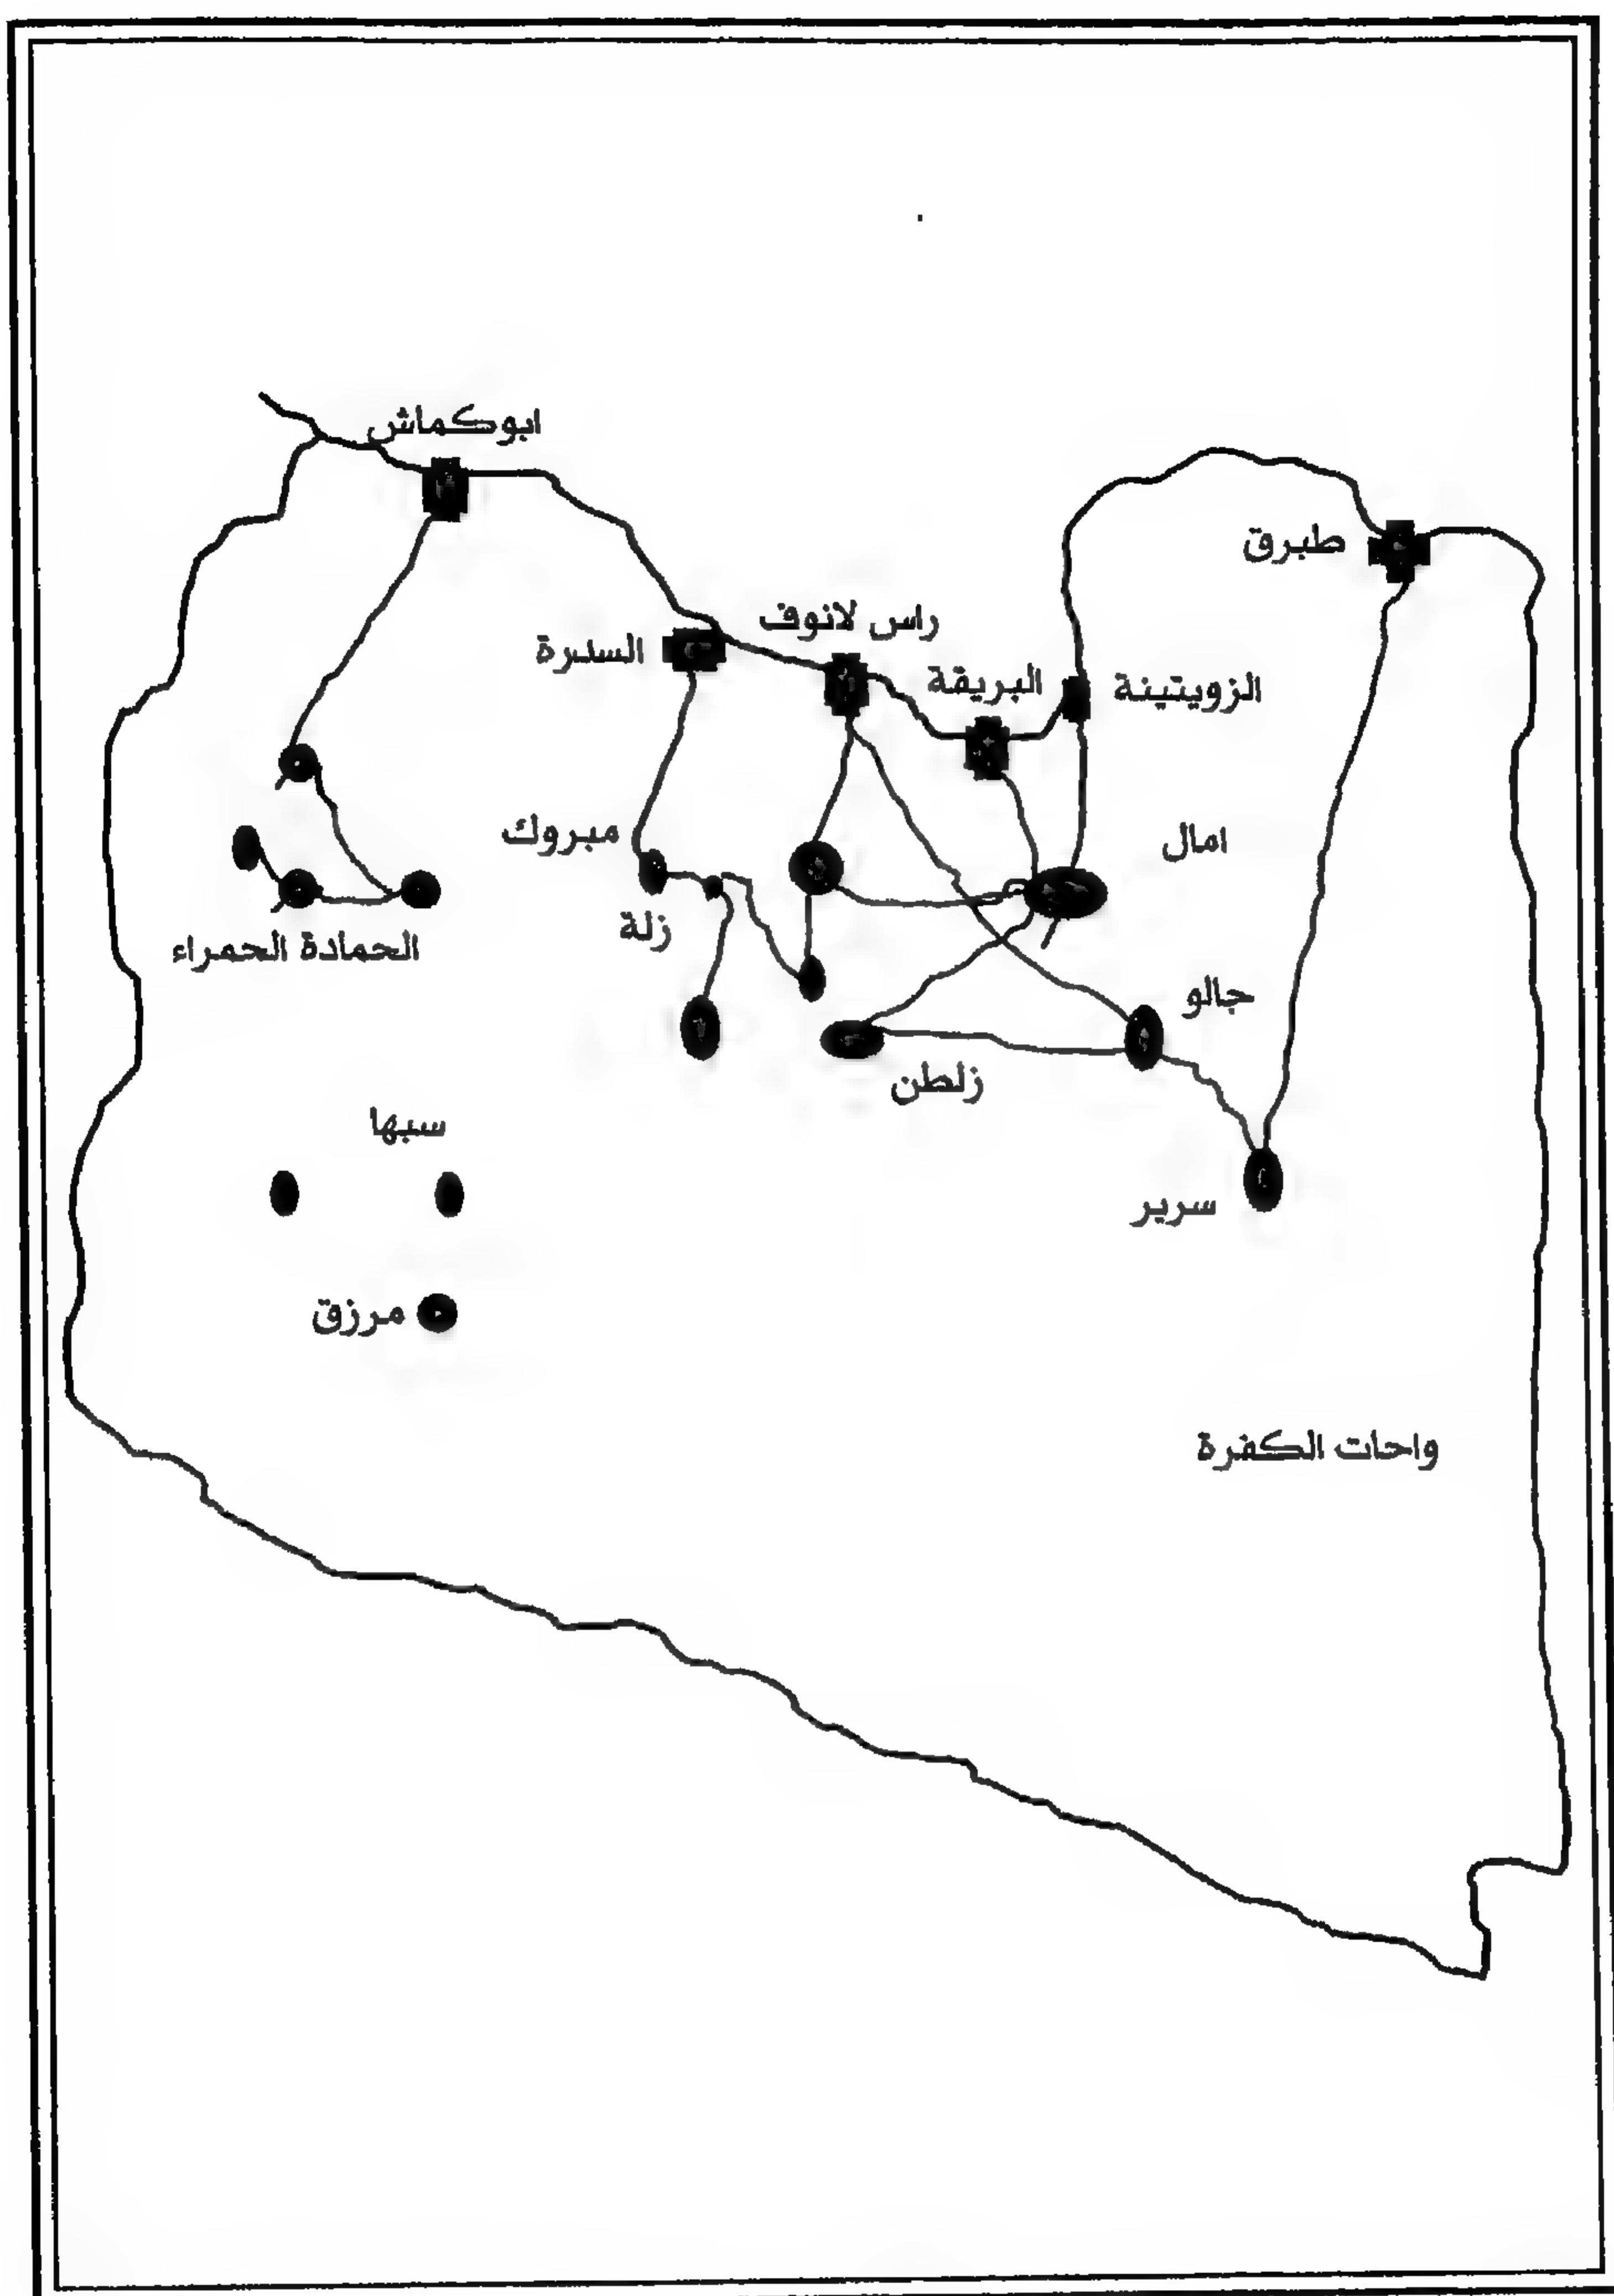 ابوكماش
طبرق
راس لانوف
السدرة
البريقة
الزويتينة
مبروك
امال
زلة
الحمادة الحمراء
جالو
زلطن
سبها
سرير
مرزق
واحات الكفرة